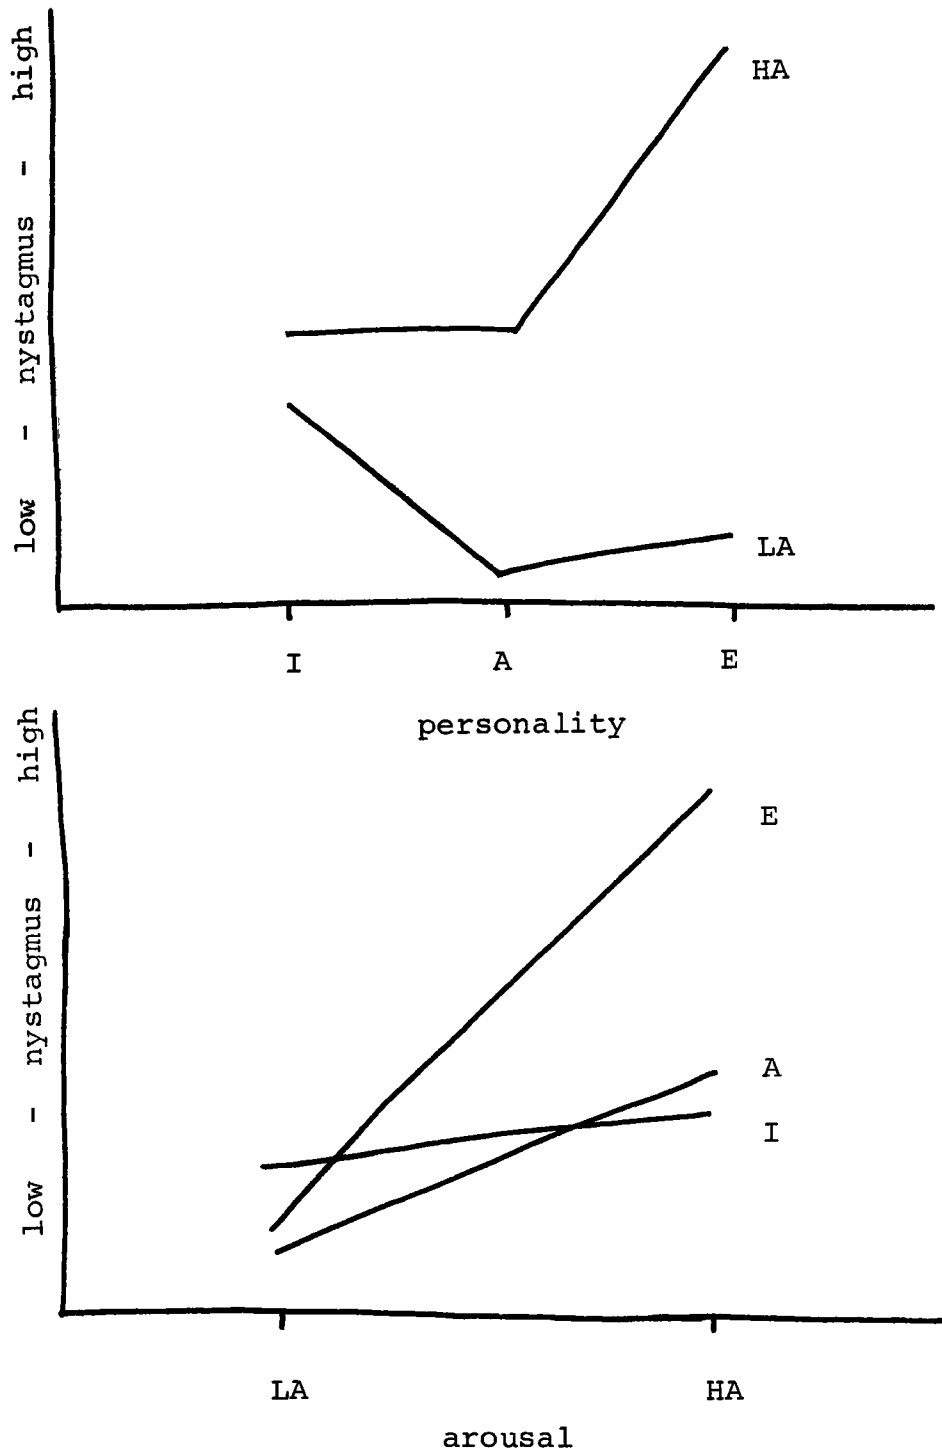 low - nystagmus - high
HA
LA
I A E
personality
low - nystagmus - high
E
A
I
LA HA
arousal